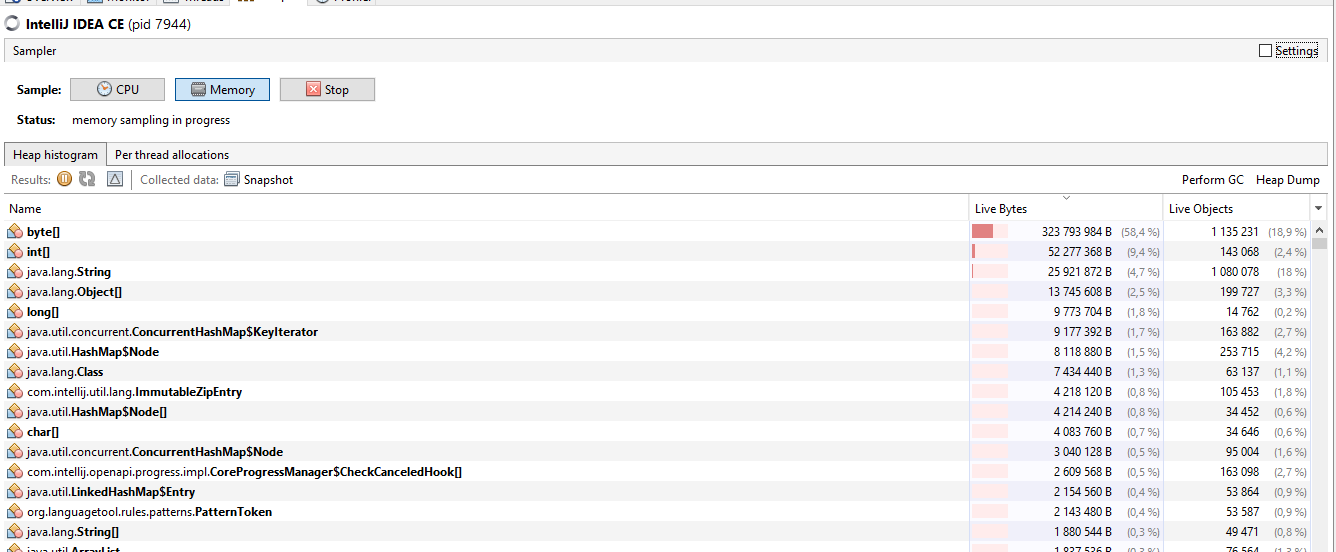 IntelliJ IDEA CE (pid 7944)
Sampler Settings
Sample: CPU Memory Stop
Status: memory sampling in progress
Heap histogram Per thread allocations
Results: Collected data: Snapshot Perform GC Heap Dump
Name Live Bytes Live Objects
byte[] 323 793 984 B (58,4 %) 1 135 231 (18,9 %)
int[] 52 277 368 B (9,4 %) 143 068 (2,4 %)
java.lang.String 25 921 872 B (4,7 %) 1 080 078 (18 %)
java.lang.Object[] 13 745 608 B (2,5 %) 199 727 (3,3 %)
long[] 9 773 704 B (1,8 %) 14 762 (0,2 %)
java.util.concurrent.ConcurrentHashMap$KeyIterator 9 177 392 B (1,7 %) 163 882 (2,7 %)
java.util.HashMap$Node 8 118 880 B (1,5 %) 253 715 (4,2 %)
java.lang.Class 7 434 440 B (1,3 %) 63 137 (1,1 %)
com.intellij.util.lang.ImmutableZipEntry 4 218 120 B (0,8 %) 105 453 (1,8 %)
java.util.HashMap$Node[] 4 214 240 B (0,8 %) 34 452 (0,6 %)
char[] 4 083 760 B (0,7 %) 34 646 (0,6 %)
java.util.concurrent.ConcurrentHashMap$Node 3 040 128 B (0,5 %) 95 004 (1,6 %)
com.intellij.openapi.progress.impl.CoreProgressManager$CheckCanceledHook[] 2 609 568 B (0,5 %) 163 098 (2,7 %)
java.util.LinkedHashMap$Entry 2 154 560 B (0,4 %) 53 864 (0,9 %)
org.languagetool.rules.patterns.PatternToken 2 143 480 B (0,4 %) 53 587 (0,9 %)
java.lang.String[] 1 880 544 B (0,3 %) 49 471 (0,8 %)
java.util.ArrayList 1 837 536 B (0,3 %) 76 564 (1,3 %)